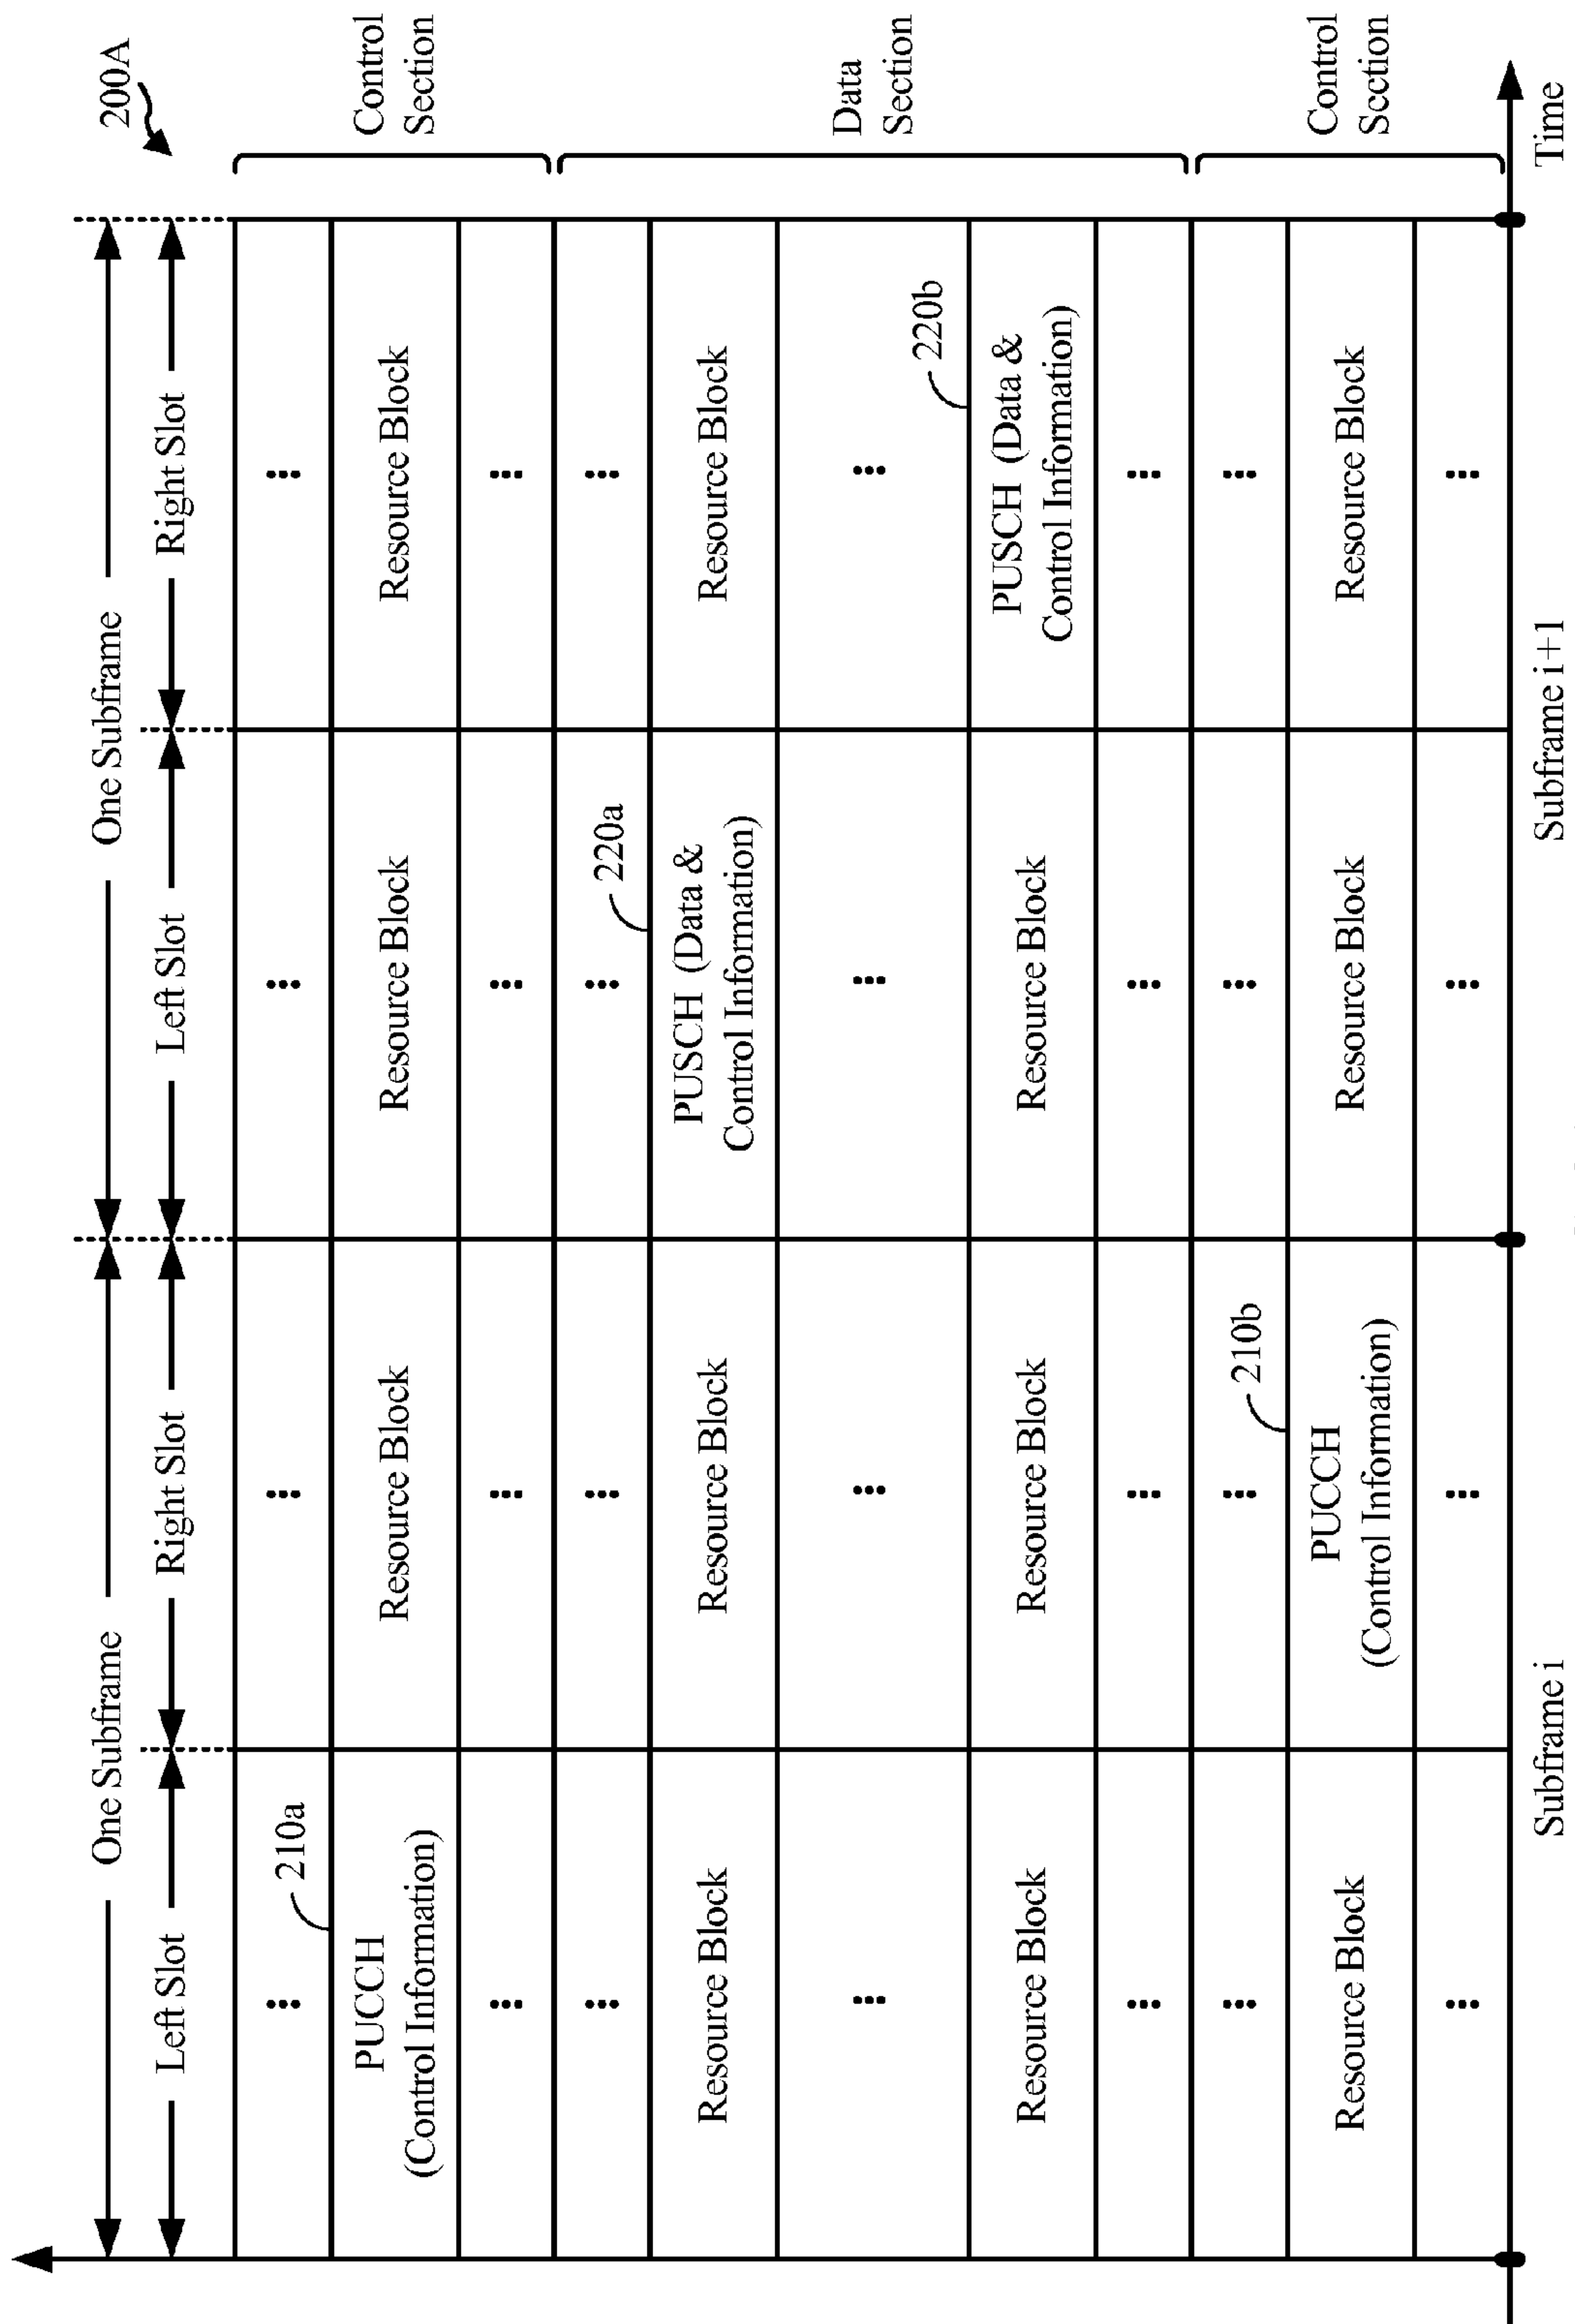 200A
One Subframe
One Subframe
Left Slot
Right Slot
Left Slot
Right Slot
...
...
...
...
210a
PUCCH
(Control Information)
Resource Block
Resource Block
Resource Block
Control
Section
...
...
...
...
...
...
...
...
220a
Resource Block
Resource Block
PUSCH (Data &
Control Information)
Resource Block
...
...
...
...
Data
Section
220b
Resource Block
Resource Block
Resource Block
PUSCH (Data &
Control Information)
...
...
...
...
...
...
...
...
210b
Resource Block
PUCCH
(Control Information)
Resource Block
Resource Block
Control
Section
...
...
...
...
Subframe i
Subframe i+1
Time